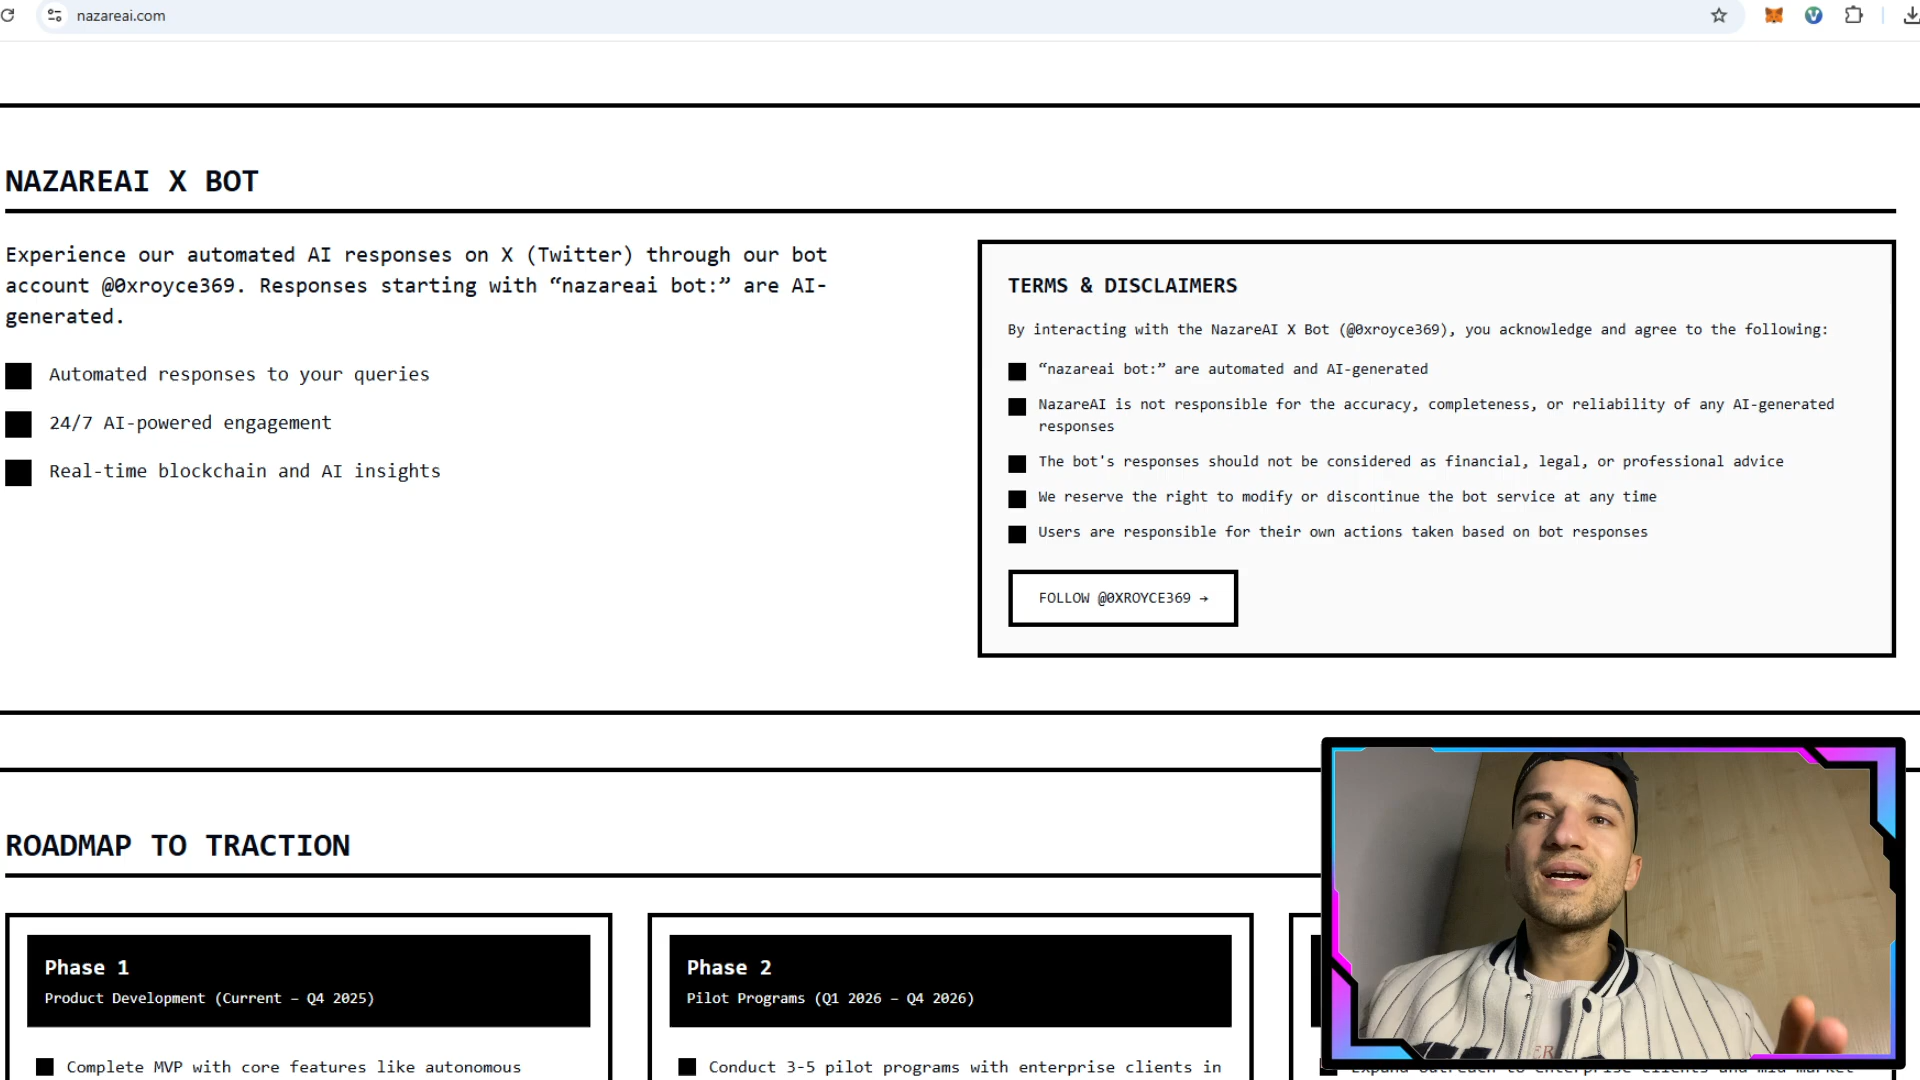 nazareai.com
NAZAREAI X BOT
Experience our automated AI responses on X (Twitter) through our bot
account @0xroyce369. Responses starting with “nazareai bot:” are AI-
generated.
Automated responses to your queries
24/7 AI-powered engagement
Real-time blockchain and AI insights
TERMS & DISCLAIMERS
By interacting with the NazareAI X Bot (@0xroyce369), you acknowledge and agree to the following:
“nazareai bot:” are automated and AI-generated
NazareAI is not responsible for the accuracy, completeness, or reliability of any AI-generated
responses
The bot's responses should not be considered as financial, legal, or professional advice
We reserve the right to modify or discontinue the bot service at any time
Users are responsible for their own actions taken based on bot responses
FOLLOW @0XROYCE369 →
ROADMAP TO TRACTION
Phase 1
Product Development (Current – Q4 2025)
Complete MVP with core features like autonomous
Phase 2
Pilot Programs (Q1 2026 – Q4 2026)
Conduct 3-5 pilot programs with enterprise clients in